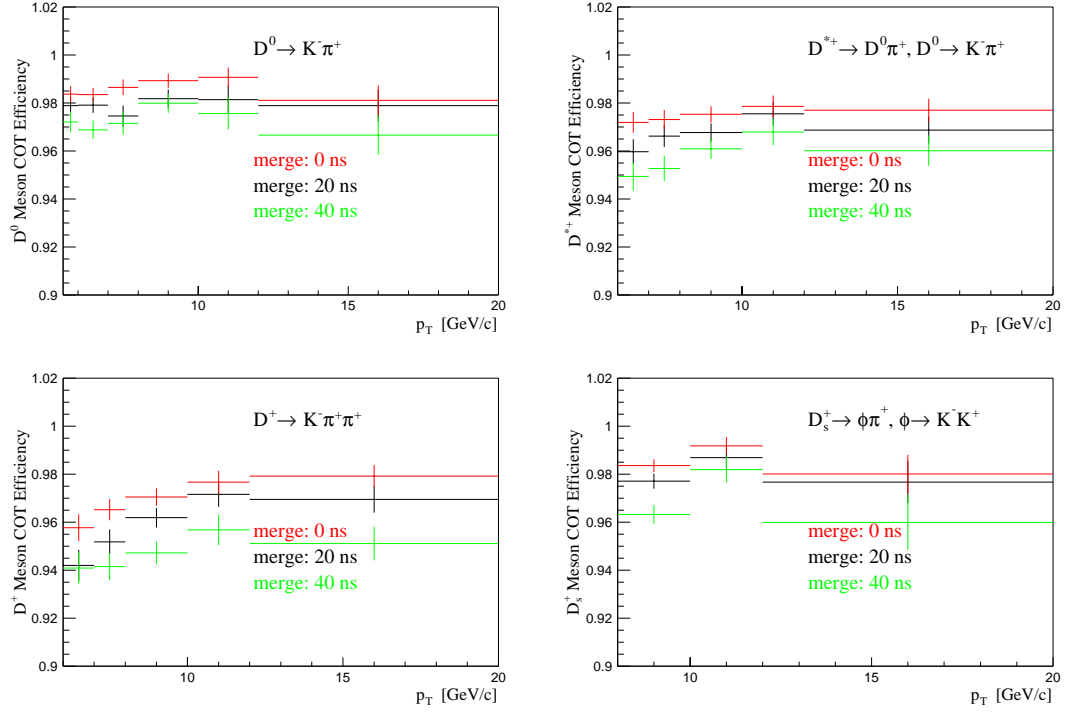 D⁰ Meson COT Efficiency
1.02
1
0.98
0.96
0.94
0.92
0.9
D⁰→ K⁻π⁺
merge: 0 ns
merge: 20 ns
merge: 40 ns
10
15
20
p_T [GeV/c]
D*⁺ Meson COT Efficiency
1.02
1
0.98
0.96
0.94
0.92
0.9
D*⁺→ D⁰π⁺, D⁰→ K⁻π⁺
merge: 0 ns
merge: 20 ns
merge: 40 ns
10
15
20
p_T [GeV/c]
D⁺ Meson COT Efficiency
1.02
1
0.98
0.96
0.94
0.92
0.9
D⁺→ K⁻π⁺π⁺
merge: 0 ns
merge: 20 ns
merge: 40 ns
10
15
20
p_T [GeV/c]
D_s⁺ Meson COT Efficiency
1.02
1
0.98
0.96
0.94
0.92
0.9
D_s⁺→ ϕπ⁺, ϕ→ K⁻K⁺
merge: 0 ns
merge: 20 ns
merge: 40 ns
10
15
20
p_T [GeV/c]